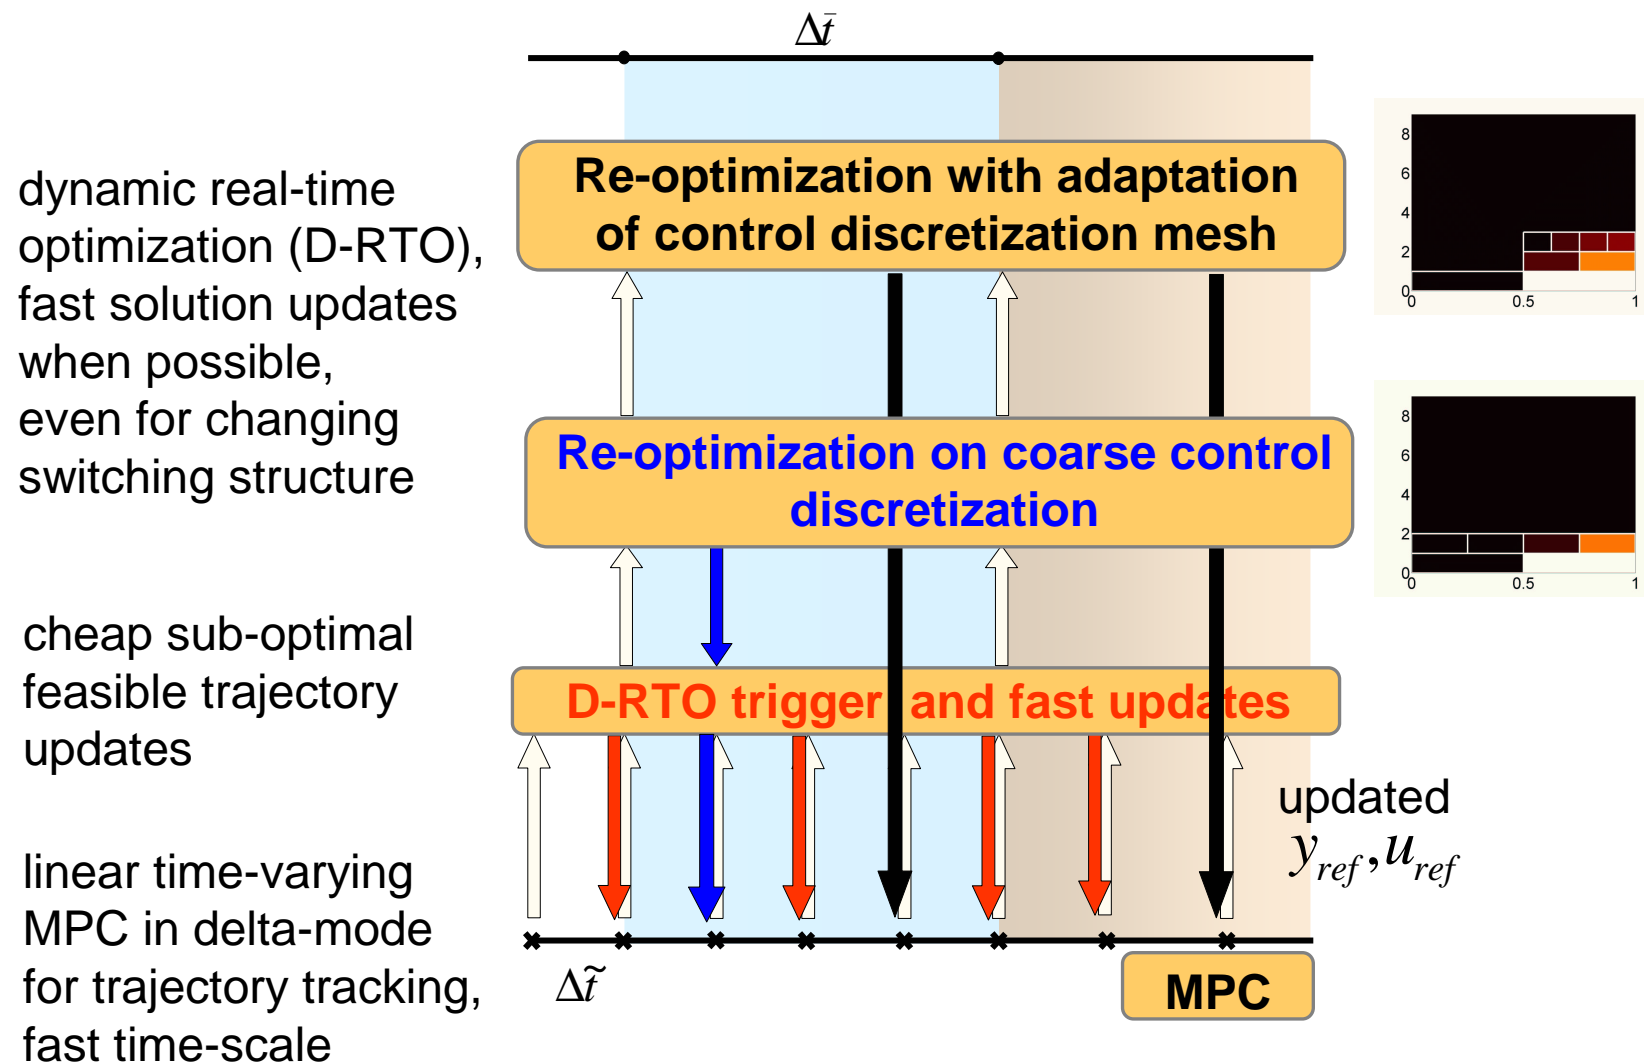 Δt̄
dynamic real-time
optimization (D-RTO),
fast solution updates
when possible,
even for changing
switching structure
Re-optimization with adaptation
of control discretization mesh
8
6
4
2
0
0 0.5 1
Re-optimization on coarse control
discretization
8
6
4
2
0
0 0.5 1
cheap sub-optimal
feasible trajectory
updates
D-RTO trigger and fast updates
updated
y_ref, u_ref
linear time-varying
MPC in delta-mode
for trajectory tracking,
fast time-scale
Δt̃
MPC